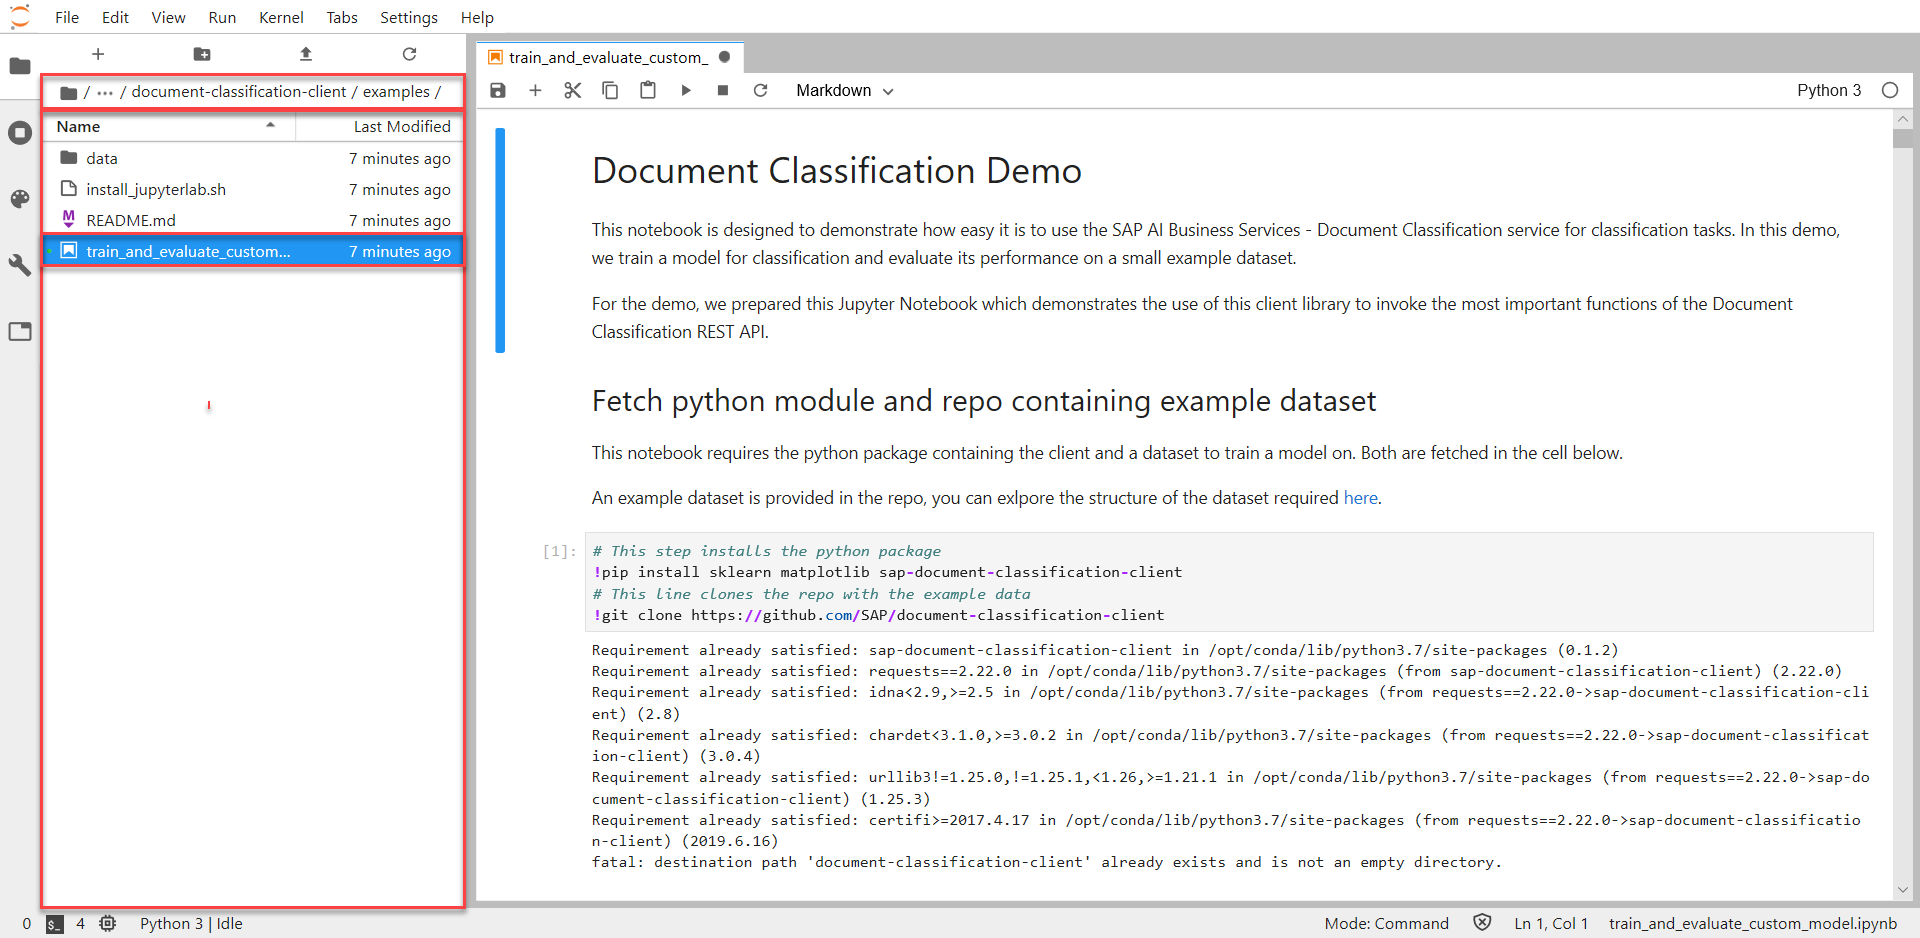 File Edit View Run Kernel Tabs Settings Help
train_and_evaluate_custom_
/ ··· / document-classification-client / examples /
Markdown
Python 3
Name Last Modified
data 7 minutes ago
install_jupyterlab.sh 7 minutes ago
README.md 7 minutes ago
train_and_evaluate_custom... 7 minutes ago
Document Classification Demo
This notebook is designed to demonstrate how easy it is to use the SAP AI Business Services - Document Classification service for classification tasks. In this demo,
we train a model for classification and evaluate its performance on a small example dataset.
For the demo, we prepared this Jupyter Notebook which demonstrates the use of this client library to invoke the most important functions of the Document
Classification REST API.
Fetch python module and repo containing example dataset
This notebook requires the python package containing the client and a dataset to train a model on. Both are fetched in the cell below.
An example dataset is provided in the repo, you can exlpore the structure of the dataset required here.
[1]: # This step installs the python package
!pip install sklearn matplotlib sap-document-classification-client
# This line clones the repo with the example data
!git clone https://github.com/SAP/document-classification-client
Requirement already satisfied: sap-document-classification-client in /opt/conda/lib/python3.7/site-packages (0.1.2)
Requirement already satisfied: requests==2.22.0 in /opt/conda/lib/python3.7/site-packages (from sap-document-classification-client) (2.22.0)
Requirement already satisfied: idna<2.9,>=2.5 in /opt/conda/lib/python3.7/site-packages (from requests==2.22.0->sap-document-classification-cli
ent) (2.8)
Requirement already satisfied: chardet<3.1.0,>=3.0.2 in /opt/conda/lib/python3.7/site-packages (from requests==2.22.0->sap-document-classificat
ion-client) (3.0.4)
Requirement already satisfied: urllib3!=1.25.0,!=1.25.1,<1.26,>=1.21.1 in /opt/conda/lib/python3.7/site-packages (from requests==2.22.0->sap-do
cument-classification-client) (1.25.3)
Requirement already satisfied: certifi>=2017.4.17 in /opt/conda/lib/python3.7/site-packages (from requests==2.22.0->sap-document-classificatio
n-client) (2019.6.16)
fatal: destination path 'document-classification-client' already exists and is not an empty directory.
0 $_ 4 Python 3 | Idle Mode: Command Ln 1, Col 1 train_and_evaluate_custom_model.ipynb